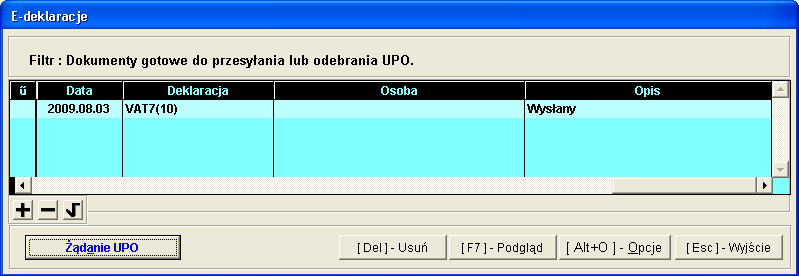 E-deklaracje
Filtr : Dokumenty gotowe do przesyłania lub odebrania UPO.
ű Data Deklaracja Osoba Opis
2009.08.03 VAT7(10) Wysłany
Żądanie UPO [ Del ] - Usuń [ F7 ] - Podgląd [ Alt+O ] - Opcje [ Esc ] - Wyjście